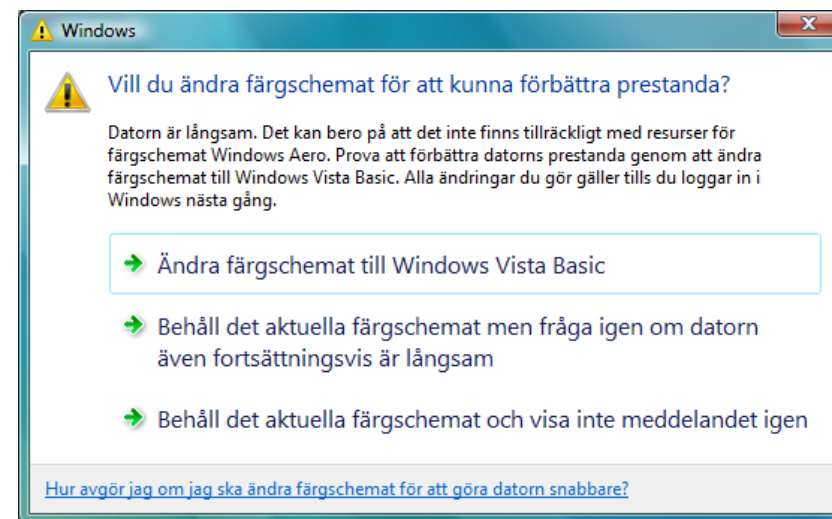 Windows
Vill du ändra färgschemat för att kunna förbättra prestanda?
Datorn är långsam. Det kan bero på att det inte finns tillräckligt med resurser för
färgschemat Windows Aero. Prova att förbättra datorns prestanda genom att ändra
färgschemat till Windows Vista Basic. Alla ändringar du gör gäller tills du loggar in i
Windows nästa gång.
Ändra färgschemat till Windows Vista Basic
Behåll det aktuella färgschemat men fråga igen om datorn
även fortsättningsvis är långsam
Behåll det aktuella färgschemat och visa inte meddelandet igen
Hur avgör jag om jag ska ändra färgschemat för att göra datorn snabbare?